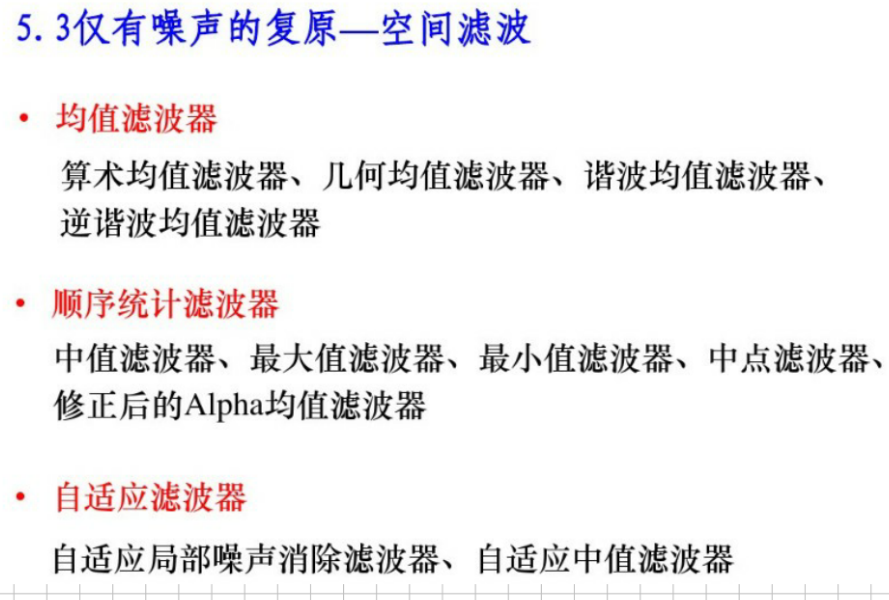 5.3仅有噪声的复原—空间滤波
• 均值滤波器
算术均值滤波器、几何均值滤波器、谐波均值滤波器、
逆谐波均值滤波器
• 顺序统计滤波器
中值滤波器、最大值滤波器、最小值滤波器、中点滤波器、
修正后的Alpha均值滤波器
• 自适应滤波器
自适应局部噪声消除滤波器、自适应中值滤波器